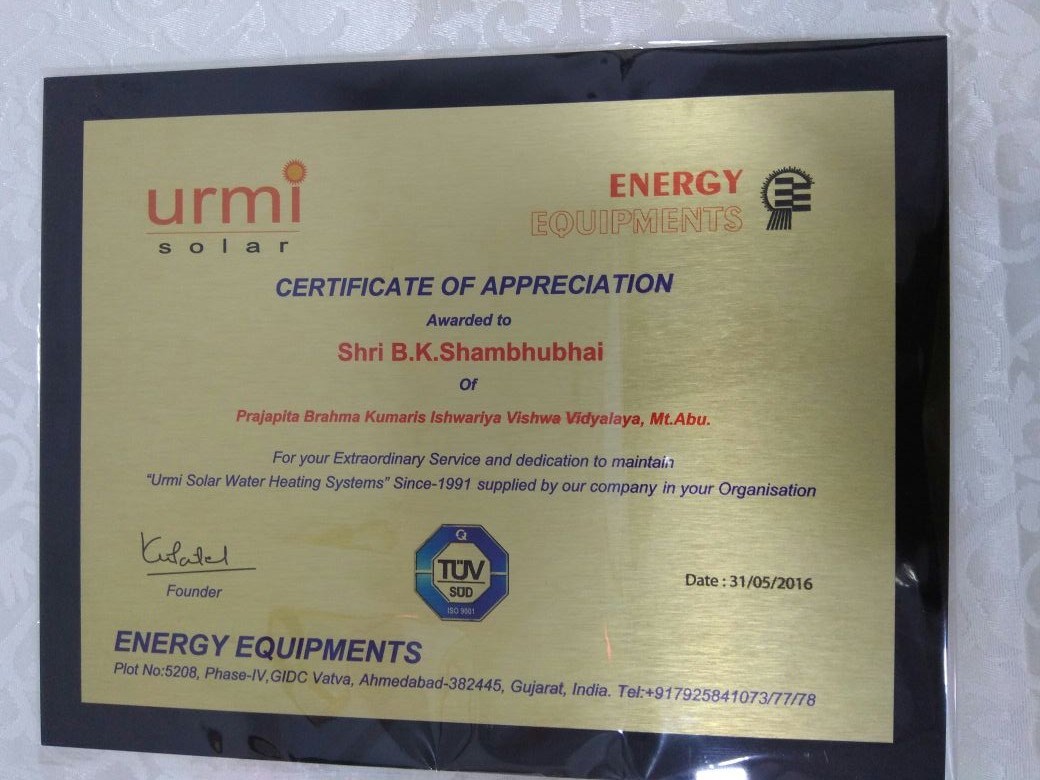 urmi
solar
ENERGY
EQUIPMENTS
CERTIFICATE OF APPRECIATION
Awarded to
Shri B.K.Shambhubhai
Of
Prajapita Brahma Kumaris Ishwariya Vishwa Vidyalaya, Mt.Abu.
For your Extraordinary Service and dedication to maintain
“Urmi Solar Water Heating Systems” Since-1991 supplied by our company in your Organisation
Founder
Q
TÜV
SÜD
ISO 9001
Date : 31/05/2016
ENERGY EQUIPMENTS
Plot No:5208, Phase-IV,GIDC Vatva, Ahmedabad-382445, Gujarat, India. Tel:+917925841073/77/78